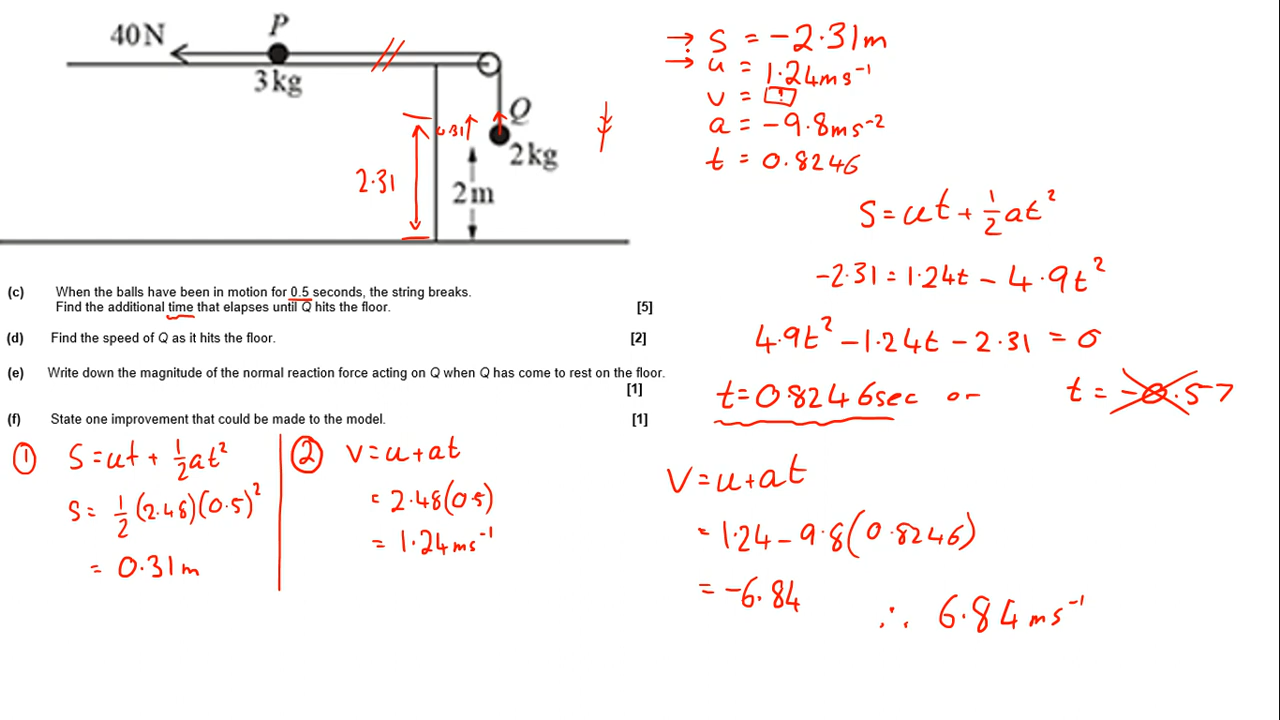 40N
P
3kg
Q
0.31↑
2kg
2.31
2m
(c) When the balls have been in motion for 0.5 seconds, the string breaks.
Find the additional time that elapses until Q hits the floor. [5]
(d) Find the speed of Q as it hits the floor. [2]
(e) Write down the magnitude of the normal reaction force acting on Q when Q has come to rest on the floor.
[1]
(f) State one improvement that could be made to the model. [1]
① S = ut + ½at²
S = ½(2.48)(0.5)²
= 0.31m
② V = u + at
= 2.48(0.5)
= 1.24ms⁻¹
→ S = -2.31m
→ u = 1.24ms⁻¹
v = ?
a = -9.8ms⁻²
t = 0.8246
S = ut + ½at²
-2.31 = 1.24t - 4.9t²
4.9t² - 1.24t - 2.31 = 0
t = 0.8246sec or t = -0.57
V = u + at
= 1.24 - 9.8(0.8246)
= -6.84 ∴ 6.84ms⁻¹